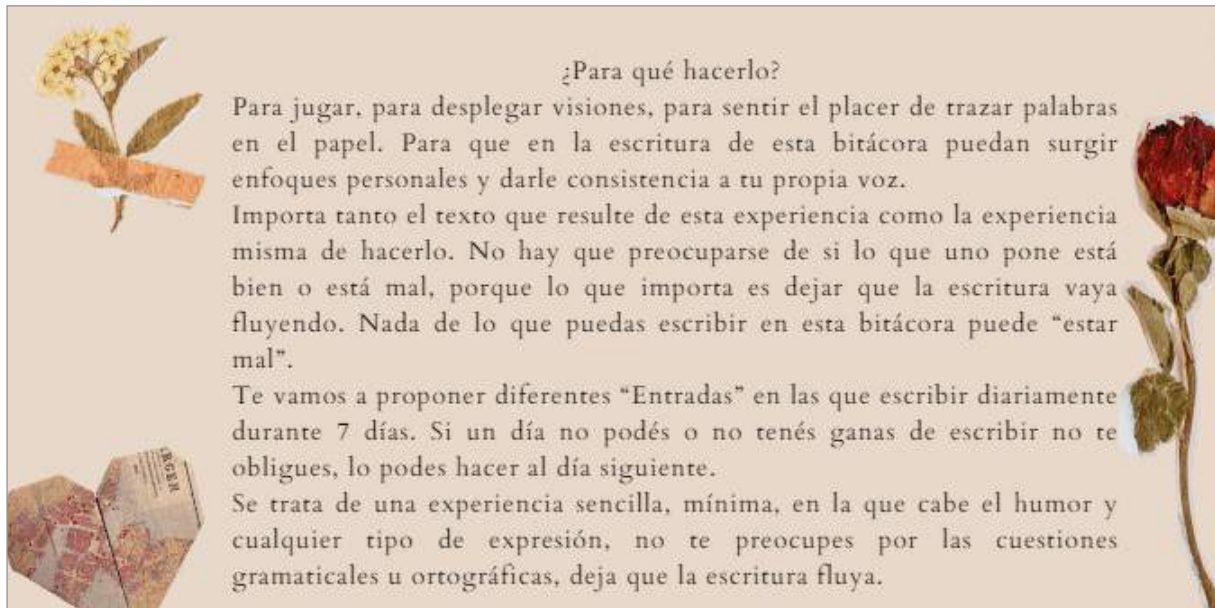 ¿Para qué hacerlo?
Para jugar, para desplegar visiones, para sentir el placer de trazar palabras
en el papel. Para que en la escritura de esta bitácora puedan surgir
enfoques personales y darle consistencia a tu propia voz.
Importa tanto el texto que resulte de esta experiencia como la experiencia
misma de hacerlo. No hay que preocuparse de si lo que uno pone está
bien o está mal, porque lo que importa es dejar que la escritura vaya
fluyendo. Nada de lo que puedas escribir en esta bitácora puede “estar
mal”.
Te vamos a proponer diferentes “Entradas” en las que escribir diariamente
durante 7 días. Si un día no podés o no tenés ganas de escribir no te
obligues, lo podes hacer al día siguiente.
Se trata de una experiencia sencilla, mínima, en la que cabe el humor y
cualquier tipo de expresión, no te preocupes por las cuestiones
gramaticales u ortográficas, deja que la escritura fluya.